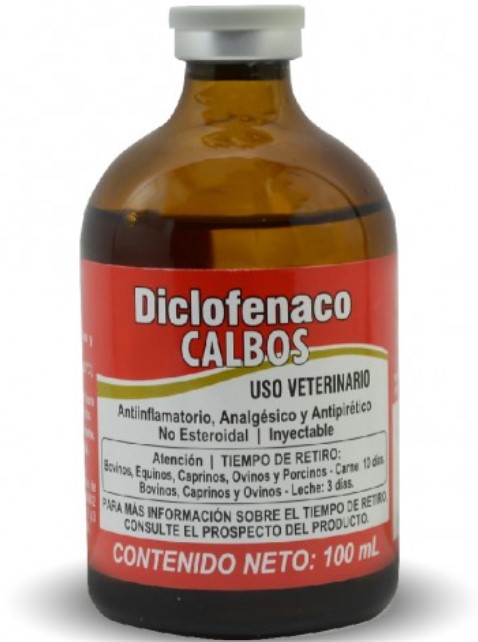 Diclofenaco
CALBOS
USO VETERINARIO
Antiinflamatorio, Analgésico y Antipirético
No Esteroidal | Inyectable
Atención | TIEMPO DE RETIRO:
Bovinos, Equinos, Caprinos, Ovinos y Porcinos - Carne: 10 días.
Bovinos, Caprinos y Ovinos - Leche: 3 días.
PARA MÁS INFORMACIÓN SOBRE EL TIEMPO DE RETIRO
CONSULTE EL PROSPECTO DEL PRODUCTO.
CONTENIDO NETO: 100 mL